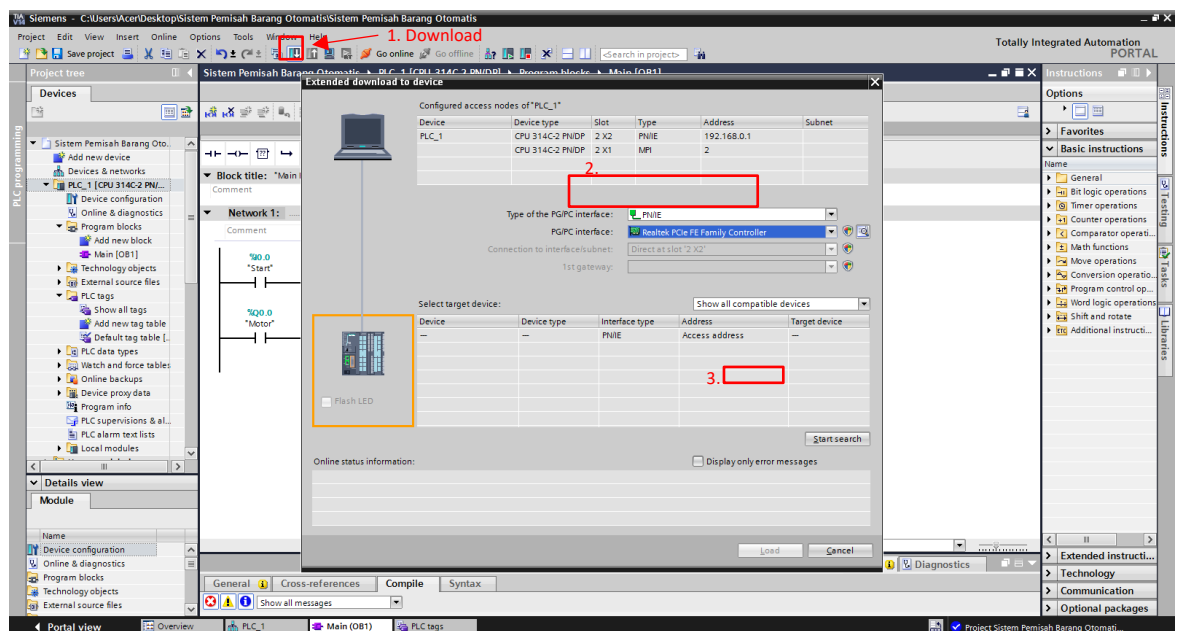 Siemens - C:\Users\Acer\Desktop\Sistem Pemisah Barang Otomatis\Sistem Pemisah Barang Otomatis
Project Edit View Insert Online Options Tools Window Help
1. Download
Save project
Go online
Go offline
<Search in project>
Totally Integrated Automation
PORTAL
Project tree
Sistem Pemisah Barang Otomatis PLC_1 [CPU 314C-2 PN/DP] Program blocks Main [OB1]
Instructions
Devices
Options
PLC programming
Sistem Pemisah Barang Oto..
Add new device
Devices & networks
PLC_1 [CPU 314C-2 PN/...
Device configuration
Online & diagnostics
Program blocks
Add new block
Main [OB1]
Technology objects
External source files
PLC tags
Show all tags
Add new tag table
Default tag table [..
PLC data types
Watch and force tables
Online backups
Device proxy data
Program info
PLC supervisions & al...
PLC alarm text lists
Local modules
Details view
Module
Name
Device configuration
Online & diagnostics
Program blocks
Technology objects
External source files
Block title: "Main
Comment
Network 1: .....
Comment
"Start"
%Q0.0
"Motor"
Extended download to device
Configured access nodes of "PLC_1"
Device Device type Slot Type Address Subnet
PLC_1 CPU 314C-2 PN/DP 2 X2 PN/IE 192.168.0.1
CPU 314C-2 PN/DP 2 X1 MPI 2
2.
Type of the PG/PC interface: PN/IE
PG/PC interface: Realtek PCIe FE Family Controller
Connection to interface/subnet: Direct at slot '2 X2'
1st gateway:
Select target device: Show all compatible devices
Device Device type Interface type Address Target device
— — PN/IE Access address —
3.
Flash LED
Start search
Online status information: Display only error messages
Load Cancel
Diagnostics
General Cross-references Compile Syntax
Show all messages
Favorites
Basic instructions
Name
General
Bit logic operations
Timer operations
Counter operations
Comparator operati...
Math functions
Move operations
Conversion operatio...
Program control op...
Word logic operations
Shift and rotate
Additional instructi...
Extended instructi...
Technology
Communication
Optional packages
Instructions
Testing
Tasks
Libraries
Portal view Overview PLC_1 Main (OB1) PLC tags
Project Sistem Pemisah Barang Otomati...